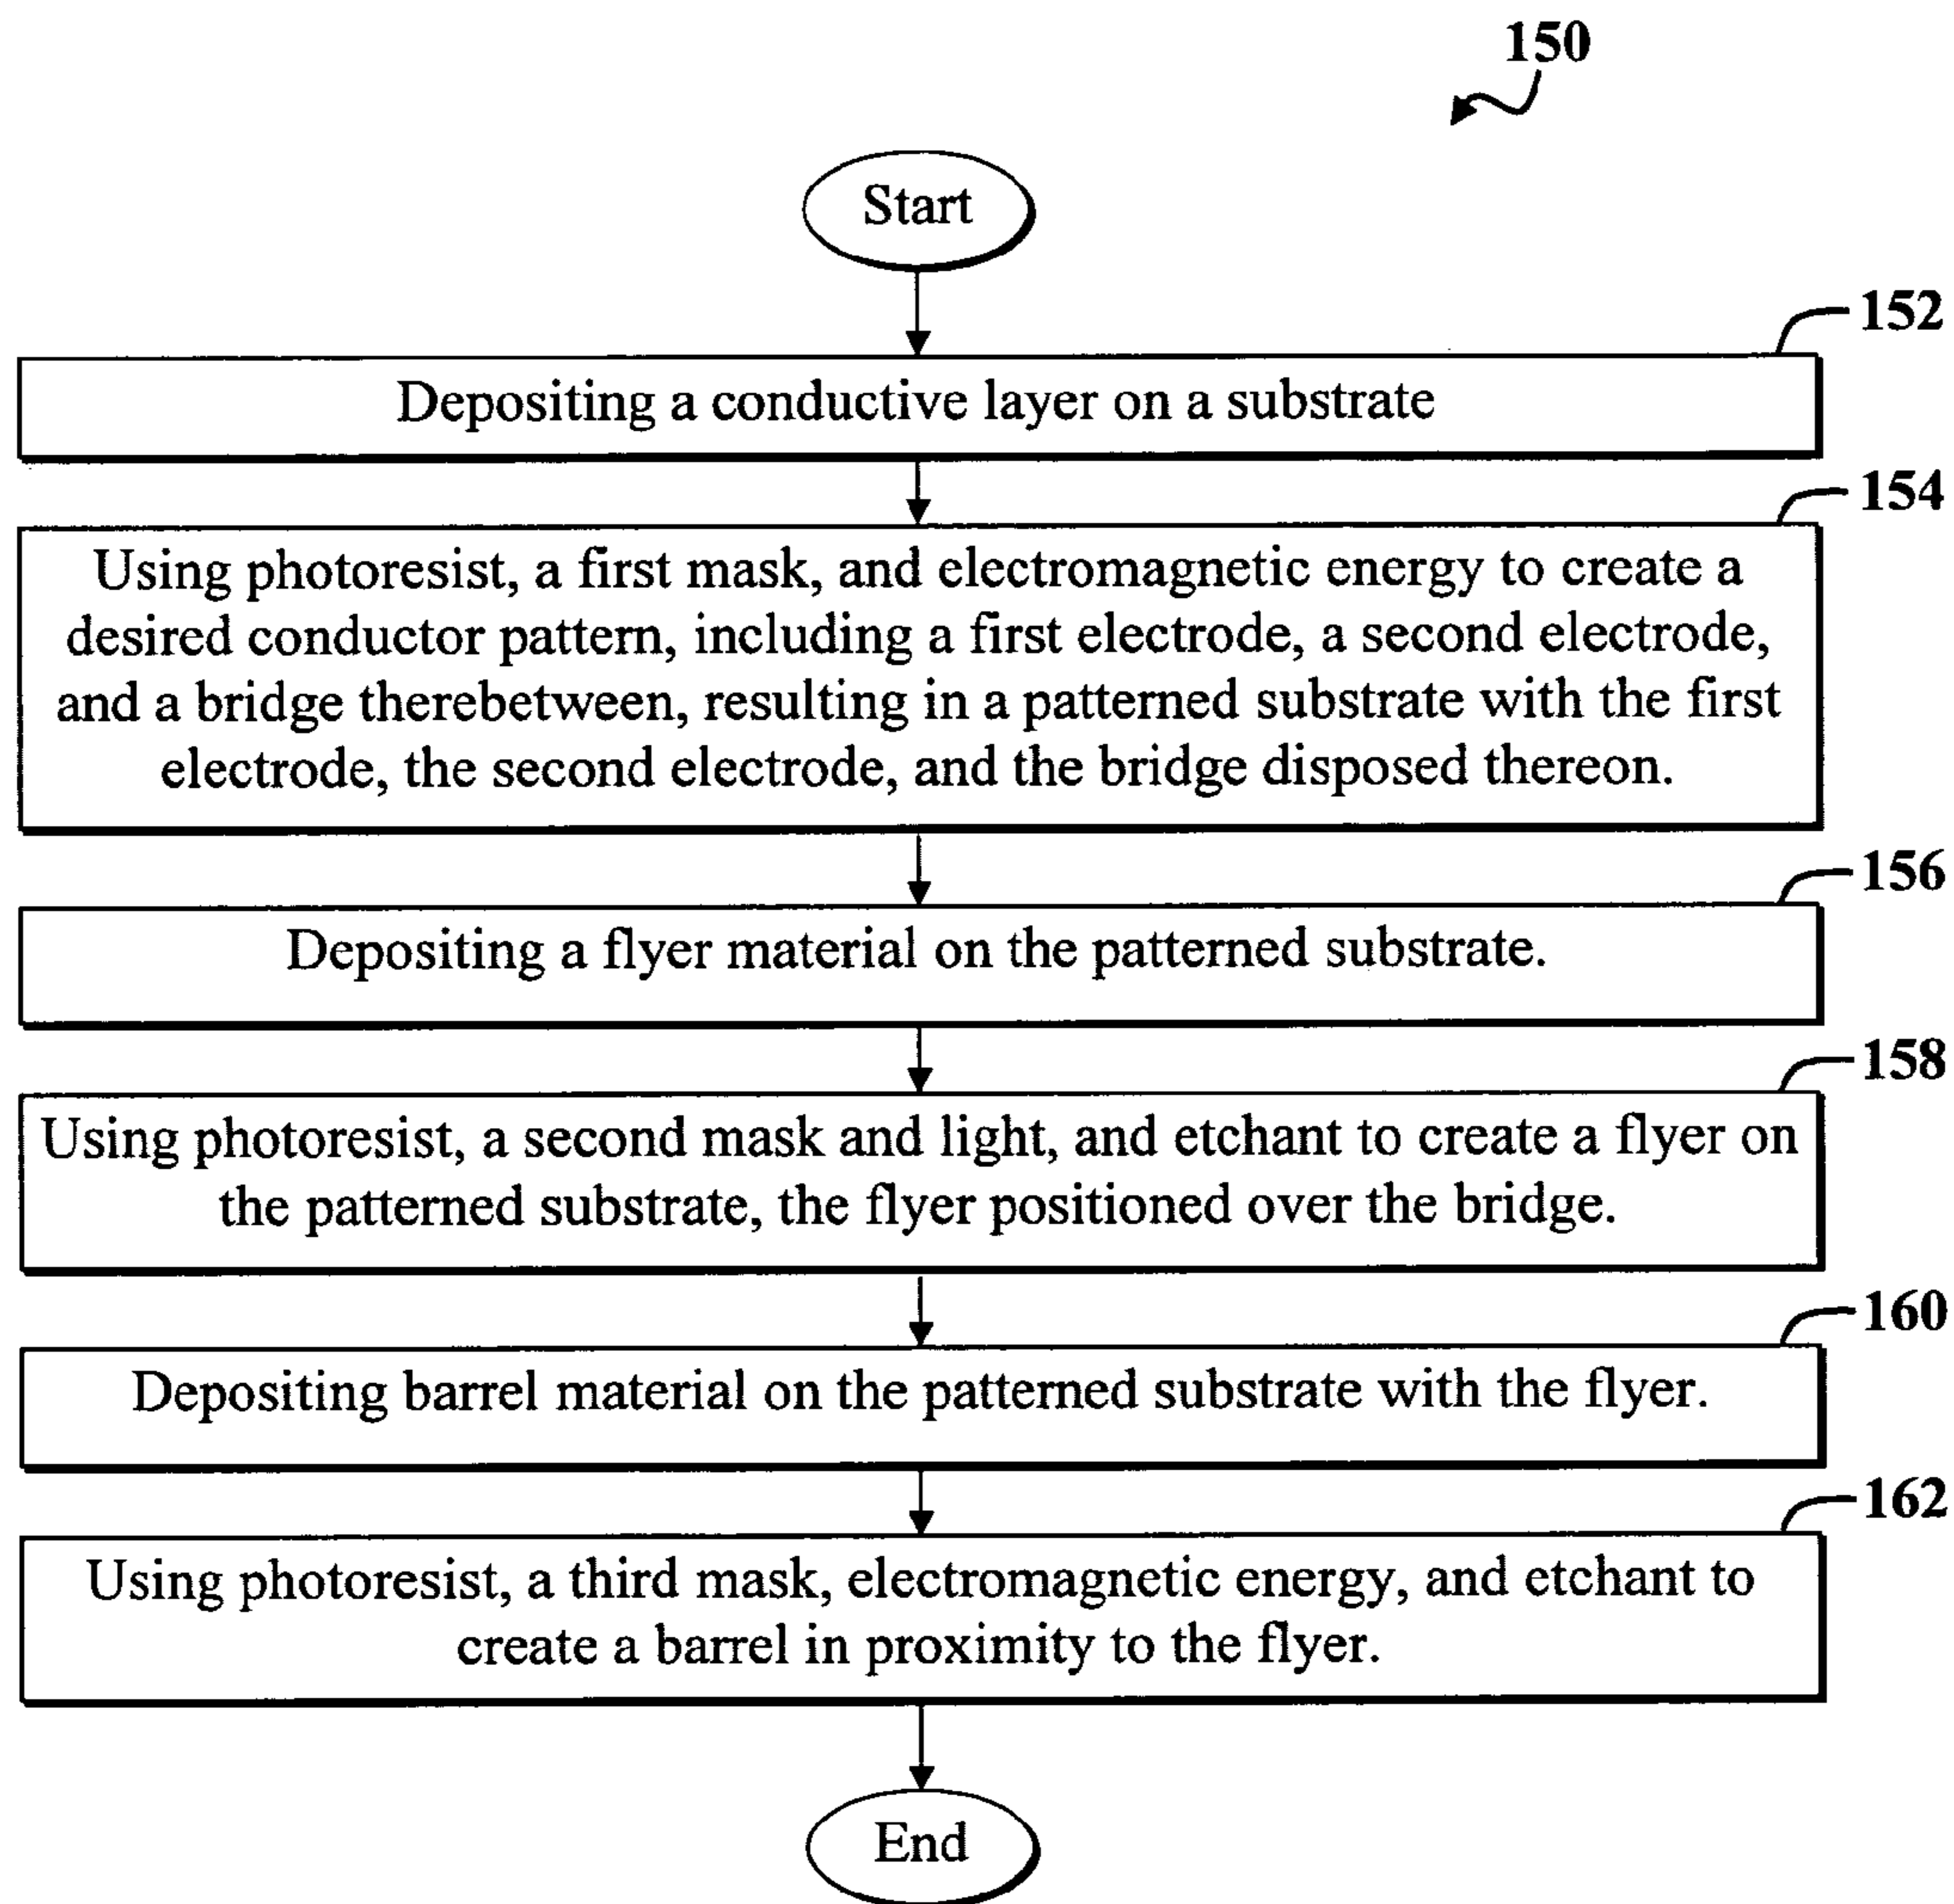 150
Start
152
Depositing a conductive layer on a substrate
154
Using photoresist, a first mask, and electromagnetic energy to create a
desired conductor pattern, including a first electrode, a second electrode,
and a bridge therebetween, resulting in a patterned substrate with the first
electrode, the second electrode, and the bridge disposed thereon.
156
Depositing a flyer material on the patterned substrate.
158
Using photoresist, a second mask and light, and etchant to create a flyer on
the patterned substrate, the flyer positioned over the bridge.
160
Depositing barrel material on the patterned substrate with the flyer.
162
Using photoresist, a third mask, electromagnetic energy, and etchant to
create a barrel in proximity to the flyer.
End